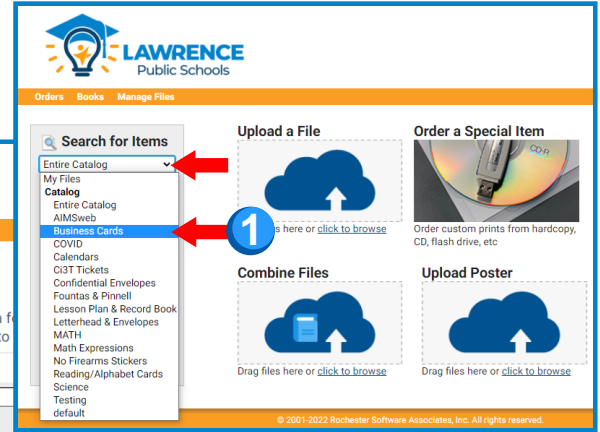 LAWRENCE
Public Schools
Orders Books Manage Files
Search for Items
Entire Catalog
My Files
Catalog
Entire Catalog
AIMSweb
Business Cards
COVID
Calendars
Ci3T Tickets
Confidential Envelopes
Fountas & Pinnell
Lesson Plan & Record Book
Letterhead & Envelopes
MATH
Math Expressions
No Firearms Stickers
Reading/Alphabet Cards
Science
Testing
default
1
Upload a File
s here or click to browse
Order a Special Item
CD-R
Order custom prints from hardcopy,
CD, flash drive, etc
Combine Files
Drag files here or click to browse
Upload Poster
Drag files here or click to browse
© 2001-2022 Rochester Software Associates, Inc. All rights reserved.